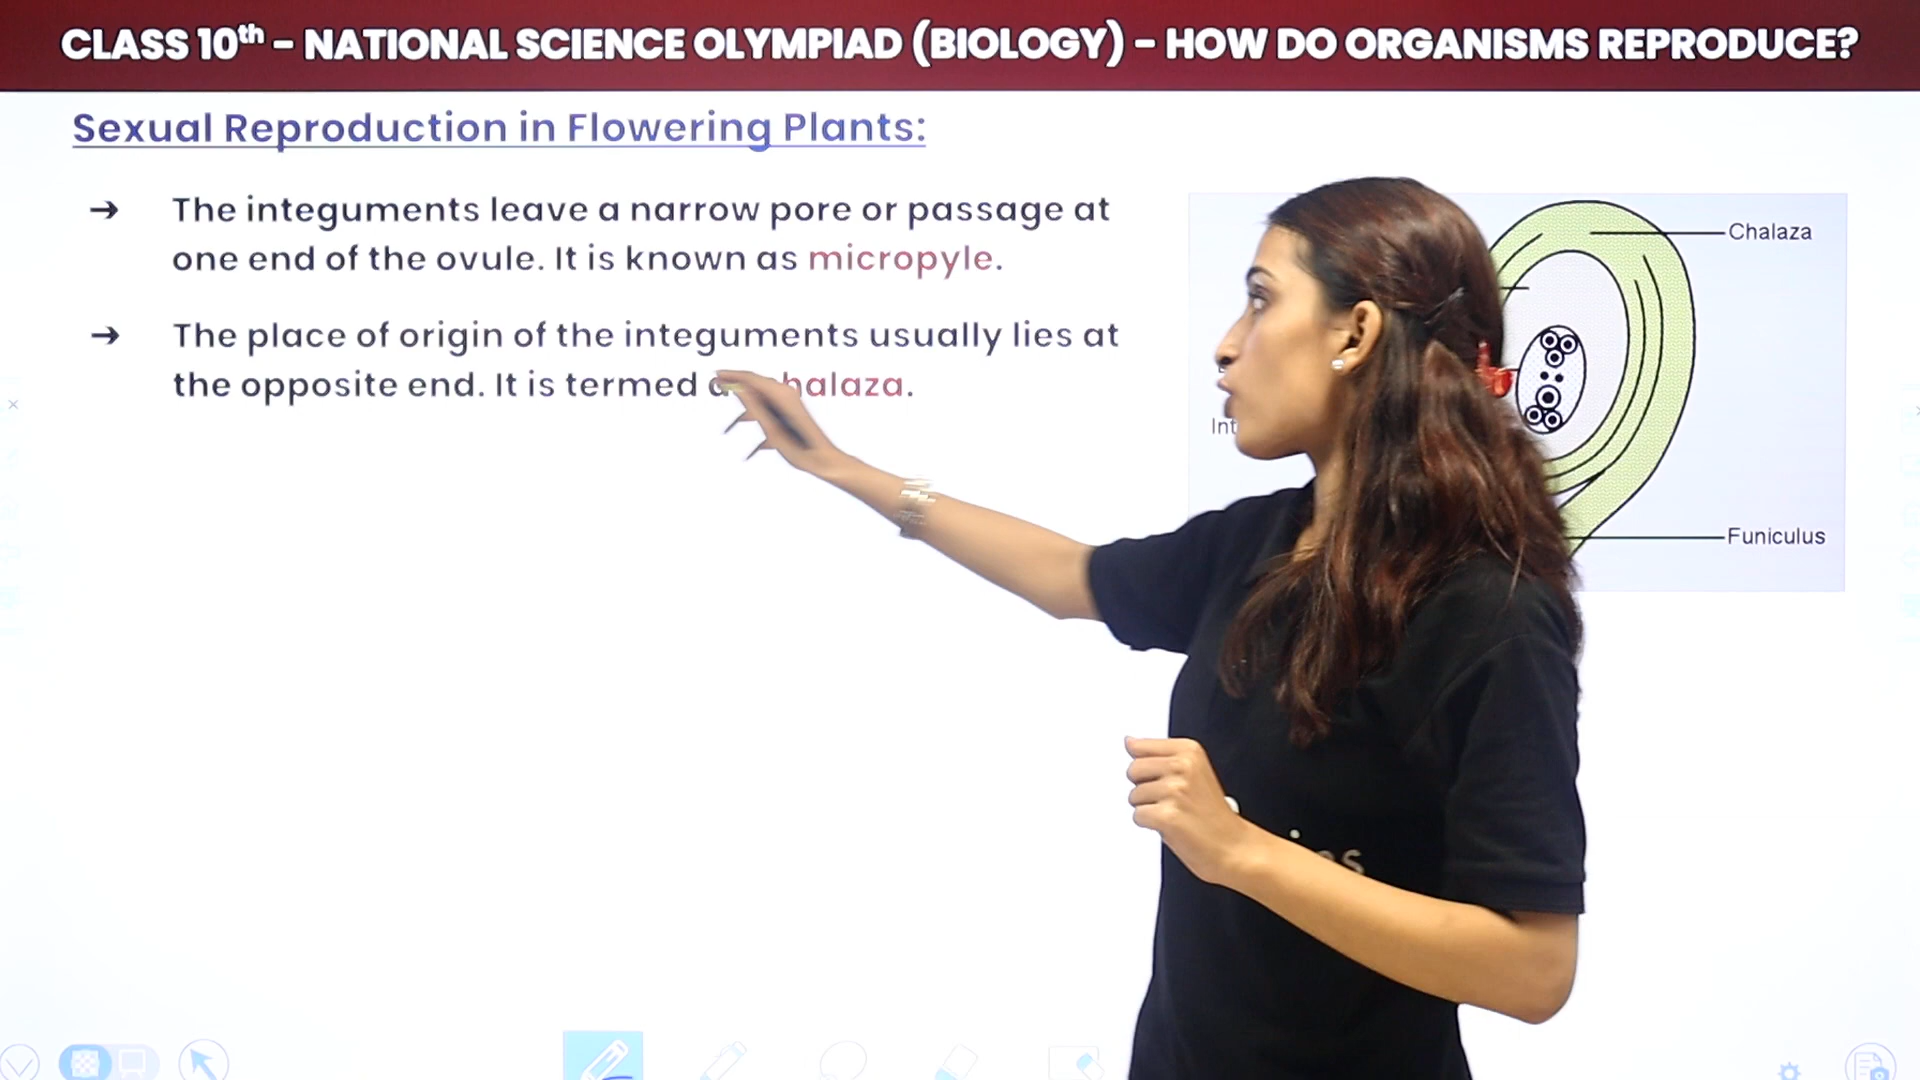 CLASS 10th – NATIONAL SCIENCE OLYMPIAD (BIOLOGY) – HOW DO ORGANISMS REPRODUCE?
Sexual Reproduction in Flowering Plants:
→ The integuments leave a narrow pore or passage at
one end of the ovule. It is known as micropyle.
→ The place of origin of the integuments usually lies at
the opposite end. It is termed halaza.
Chalaza
Int
Funiculus